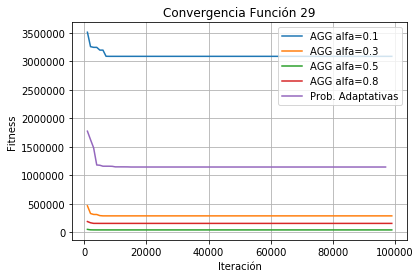 Convergencia Función 29
AGG alfa=0.1
AGG alfa=0.3
AGG alfa=0.5
AGG alfa=0.8
Prob. Adaptativas
Fitness
3500000
3000000
2500000
2000000
1500000
1000000
500000
0
0 20000 40000 60000 80000 100000
Iteración